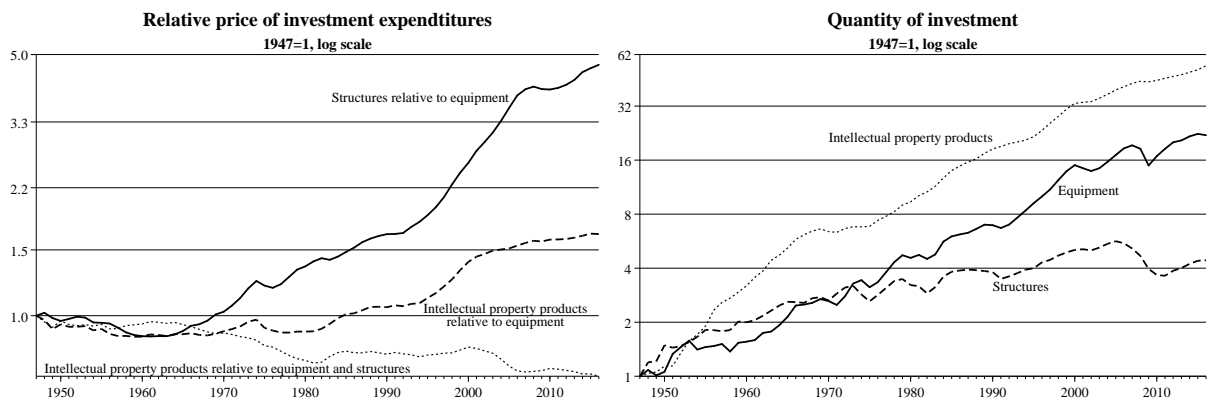 Relative price of investment expendtitures
1947=1, log scale
5.0
3.3
2.2
1.5
1.0
Structures relative to equipment
Intellectual property products
relative to equipment
Intellectual property products relative to equipment and structures
1950 1960 1970 1980 1990 2000 2010
Quantity of investment
1947=1, log scale
62
32
16
8
4
2
1
Intellectual property products
Equipment
Structures
1950 1960 1970 1980 1990 2000 2010